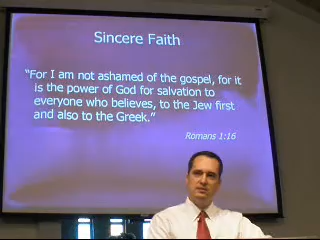 Sincere Faith
“For I am not ashamed of the gospel, for it
is the power of God for salvation to
everyone who believes, to the Jew first
and also to the Greek.”
Romans 1:16